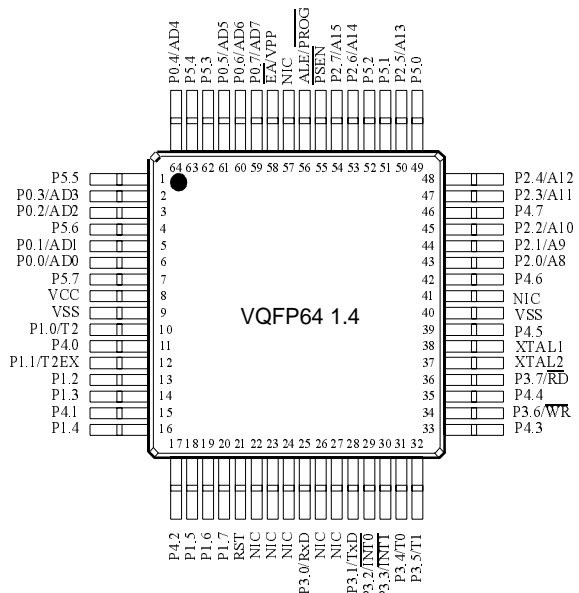 P0.4/AD4
P5.4
P5.3
P0.5/AD5
P0.6/AD6
P0.7/AD7
EA/VPP
NIC
ALE/PROG
PSEN
P2.7/A15
P2.6/A14
P5.2
P5.1
P2.5/A13
P5.0
64 63 62 61 60 59 58 57 56 55 54 53 52 51 50 49
P5.5 1
P0.3/AD3 2
P0.2/AD2 3
P5.6 4
P0.1/AD1 5
P0.0/AD0 6
P5.7 7
VCC 8
VSS 9
P1.0/T2 10
P4.0 11
P1.1/T2EX 12
P1.2 13
P1.3 14
P4.1 15
P1.4 16
VQFP64 1.4
48 P2.4/A12
47 P2.3/A11
46 P4.7
45 P2.2/A10
44 P2.1/A9
43 P2.0/A8
42 P4.6
41 NIC
40 VSS
39 P4.5
38 XTAL1
37 XTAL2
36 P3.7/RD
35 P4.4
34 P3.6/WR
33 P4.3
17 18 19 20 21 22 23 24 25 26 27 28 29 30 31 32
P4.2
P1.5
P1.6
P1.7
RST
NIC
NIC
NIC
P3.0/RxD
NIC
NIC
P3.1/TxD
P3.2/INT0
P3.3/INT1
P3.4/T0
P3.5/T1